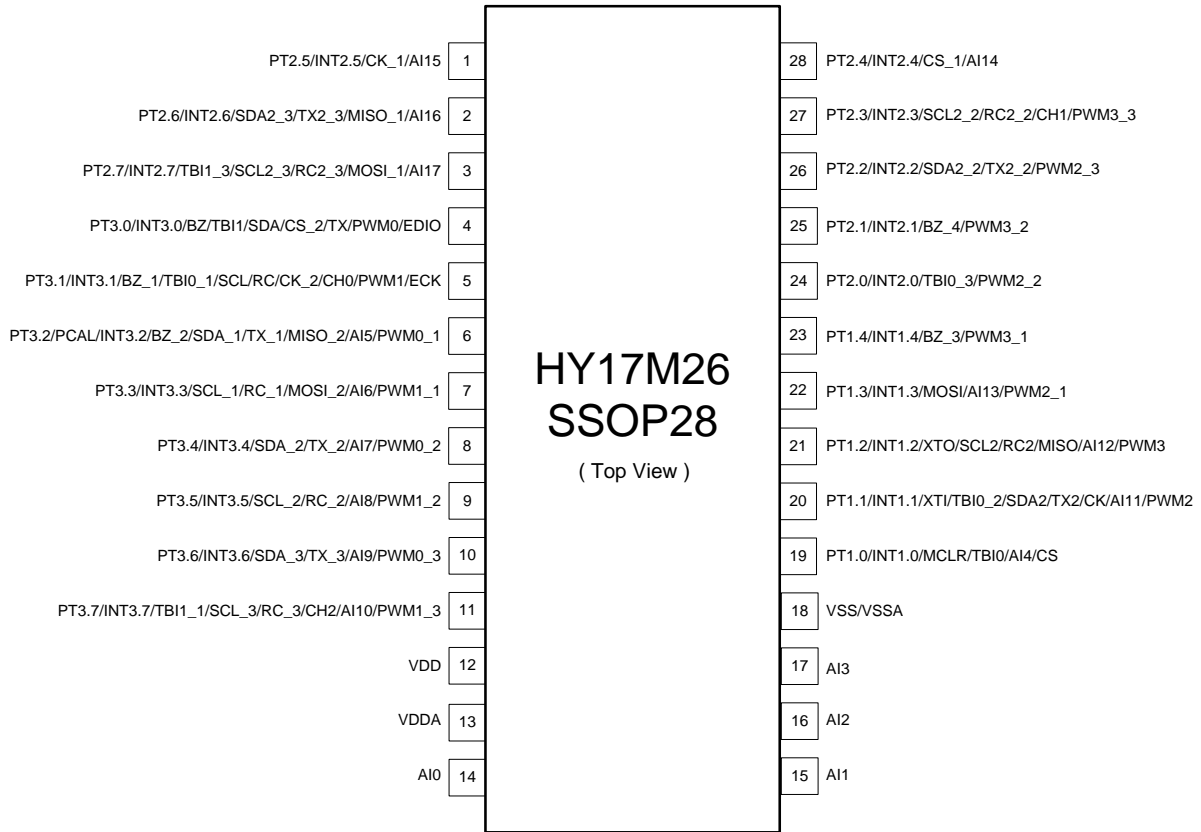 PT2.5/INT2.5/CK_1/AI15 1
PT2.6/INT2.6/SDA2_3/TX2_3/MISO_1/AI16 2
PT2.7/INT2.7/TBI1_3/SCL2_3/RC2_3/MOSI_1/AI17 3
PT3.0/INT3.0/BZ/TBI1/SDA/CS_2/TX/PWM0/EDIO 4
PT3.1/INT3.1/BZ_1/TBI0_1/SCL/RC/CK_2/CH0/PWM1/ECK 5
PT3.2/PCAL/INT3.2/BZ_2/SDA_1/TX_1/MISO_2/AI5/PWM0_1 6
PT3.3/INT3.3/SCL_1/RC_1/MOSI_2/AI6/PWM1_1 7
PT3.4/INT3.4/SDA_2/TX_2/AI7/PWM0_2 8
PT3.5/INT3.5/SCL_2/RC_2/AI8/PWM1_2 9
PT3.6/INT3.6/SDA_3/TX_3/AI9/PWM0_3 10
PT3.7/INT3.7/TBI1_1/SCL_3/RC_3/CH2/AI10/PWM1_3 11
VDD 12
VDDA 13
AI0 14
HY17M26
SSOP28
( Top View )
28 PT2.4/INT2.4/CS_1/AI14
27 PT2.3/INT2.3/SCL2_2/RC2_2/CH1/PWM3_3
26 PT2.2/INT2.2/SDA2_2/TX2_2/PWM2_3
25 PT2.1/INT2.1/BZ_4/PWM3_2
24 PT2.0/INT2.0/TBI0_3/PWM2_2
23 PT1.4/INT1.4/BZ_3/PWM3_1
22 PT1.3/INT1.3/MOSI/AI13/PWM2_1
21 PT1.2/INT1.2/XTO/SCL2/RC2/MISO/AI12/PWM3
20 PT1.1/INT1.1/XTI/TBI0_2/SDA2/TX2/CK/AI11/PWM2
19 PT1.0/INT1.0/MCLR/TBI0/AI4/CS
18 VSS/VSSA
17 AI3
16 AI2
15 AI1